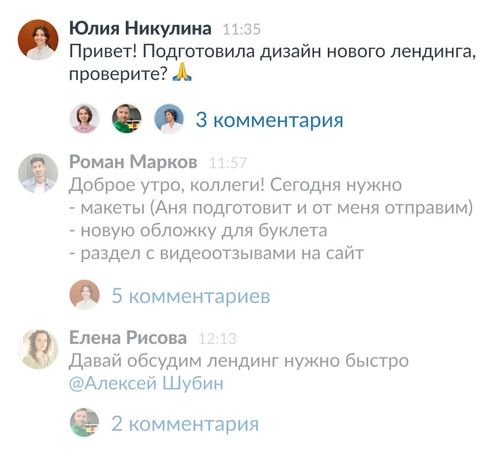 Юлия Никулина 11:35
Привет! Подготовила дизайн нового лендинга,
проверите? 🙏
3 комментария
Роман Марков 11:57
Доброе утро, коллеги! Сегодня нужно
- макеты (Аня подготовит и от меня отправим)
- новую обложку для буклета
- раздел с видеоотзывами на сайт
5 комментариев
Елена Рисова 12:13
Давай обсудим лендинг нужно быстро
@Алексей Шубин
2 комментария